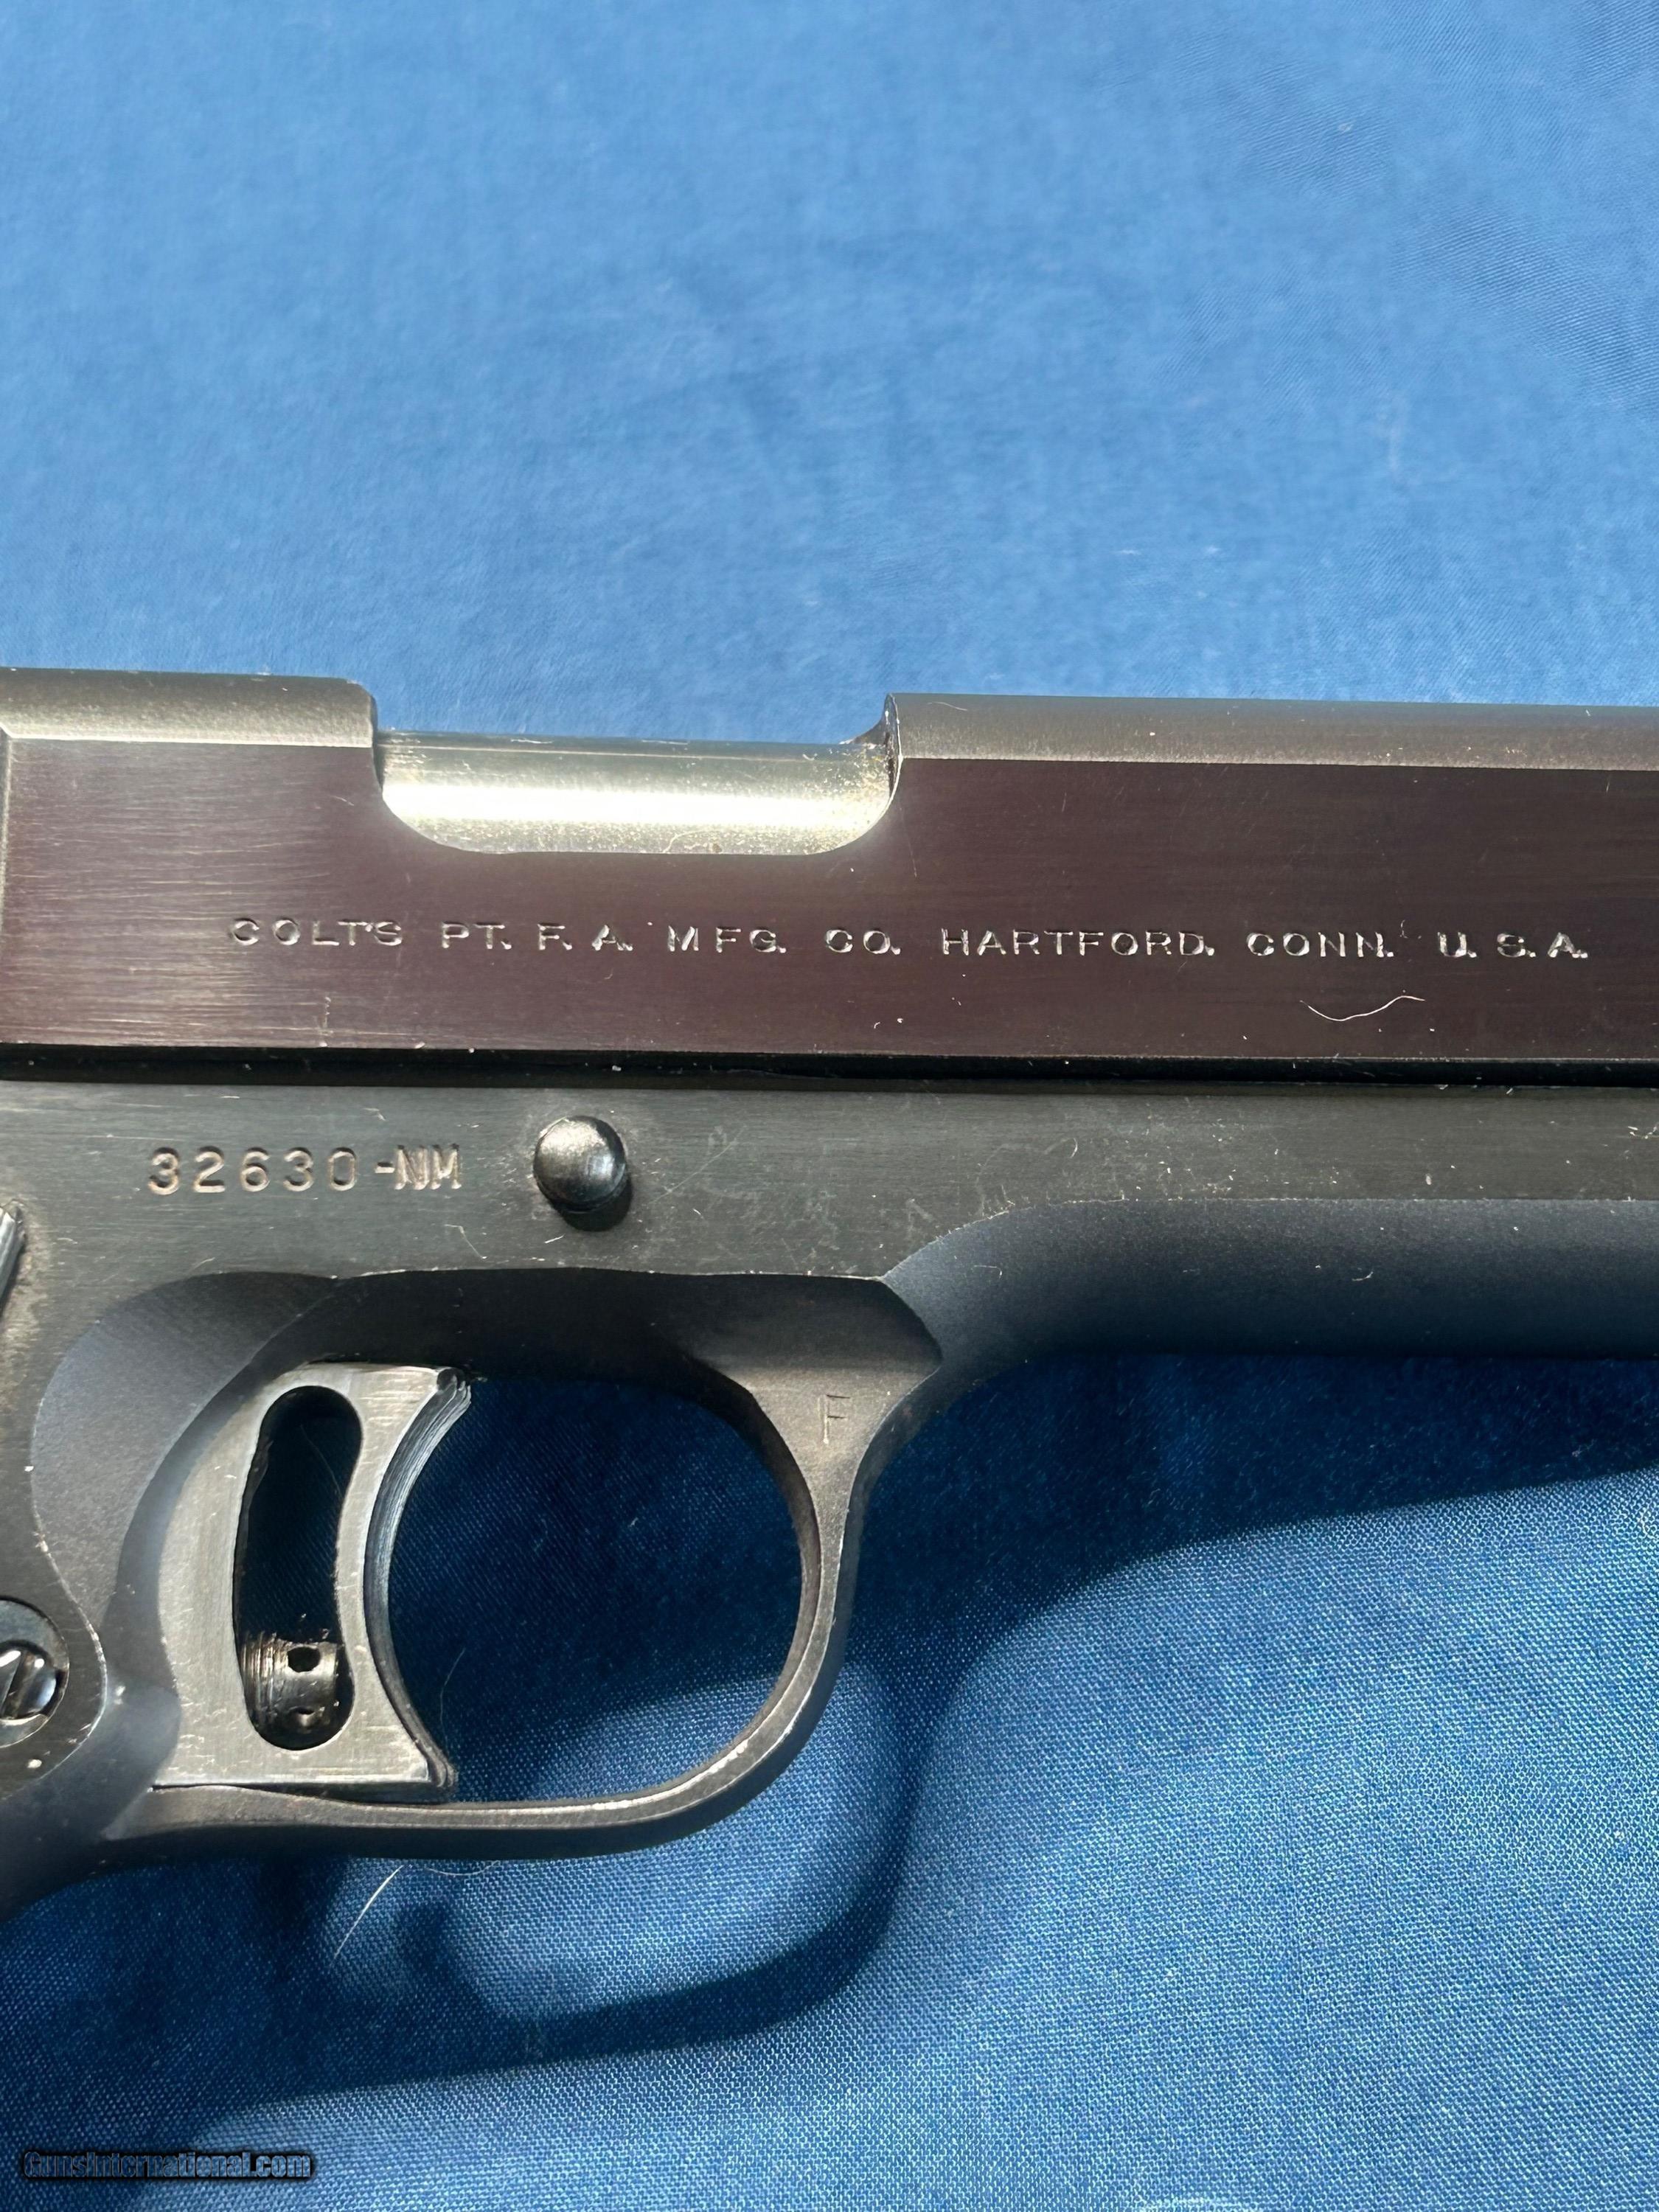 COLT'S PT. F. A. MFG. CO. HARTFORD. CONN. U. S. A.
32630-NM
F
GunsInternational.com